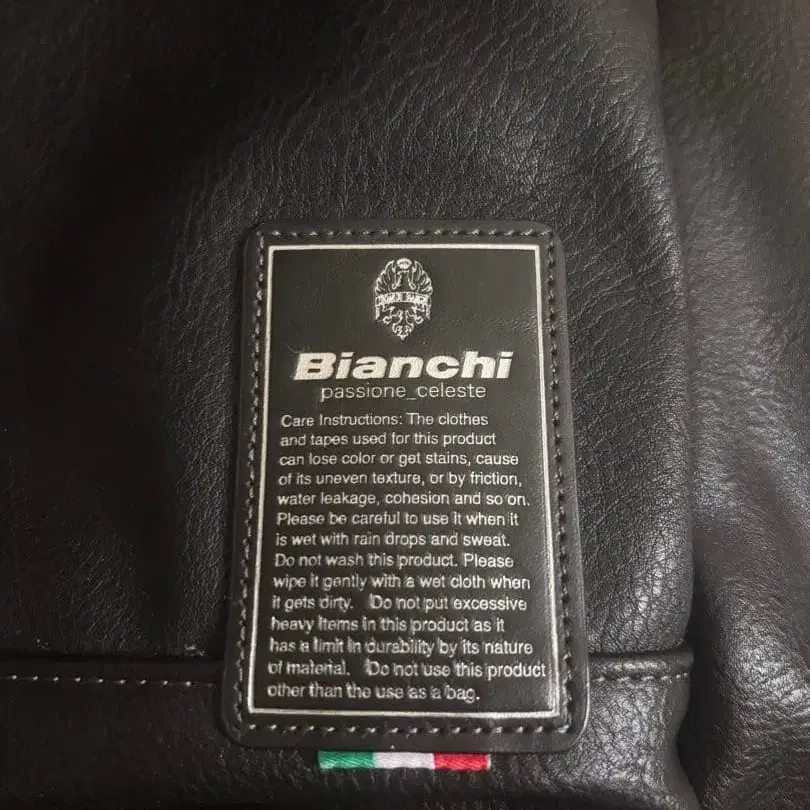 Bianchi
passione_celeste
Care Instructions: The clothes
and tapes used for this product
can lose color or get stains, cause
of its uneven texture, or by friction,
water leakage, cohesion and so on.
Please be careful to use it when it
is wet with rain drops and sweat.
Do not wash this product. Please
wipe it gently with a wet cloth when
it gets dirty. Do not put excessive
heavy items in this product as it
has a limit in durability by its nature
of material. Do not use this product
other than the use as a bag.